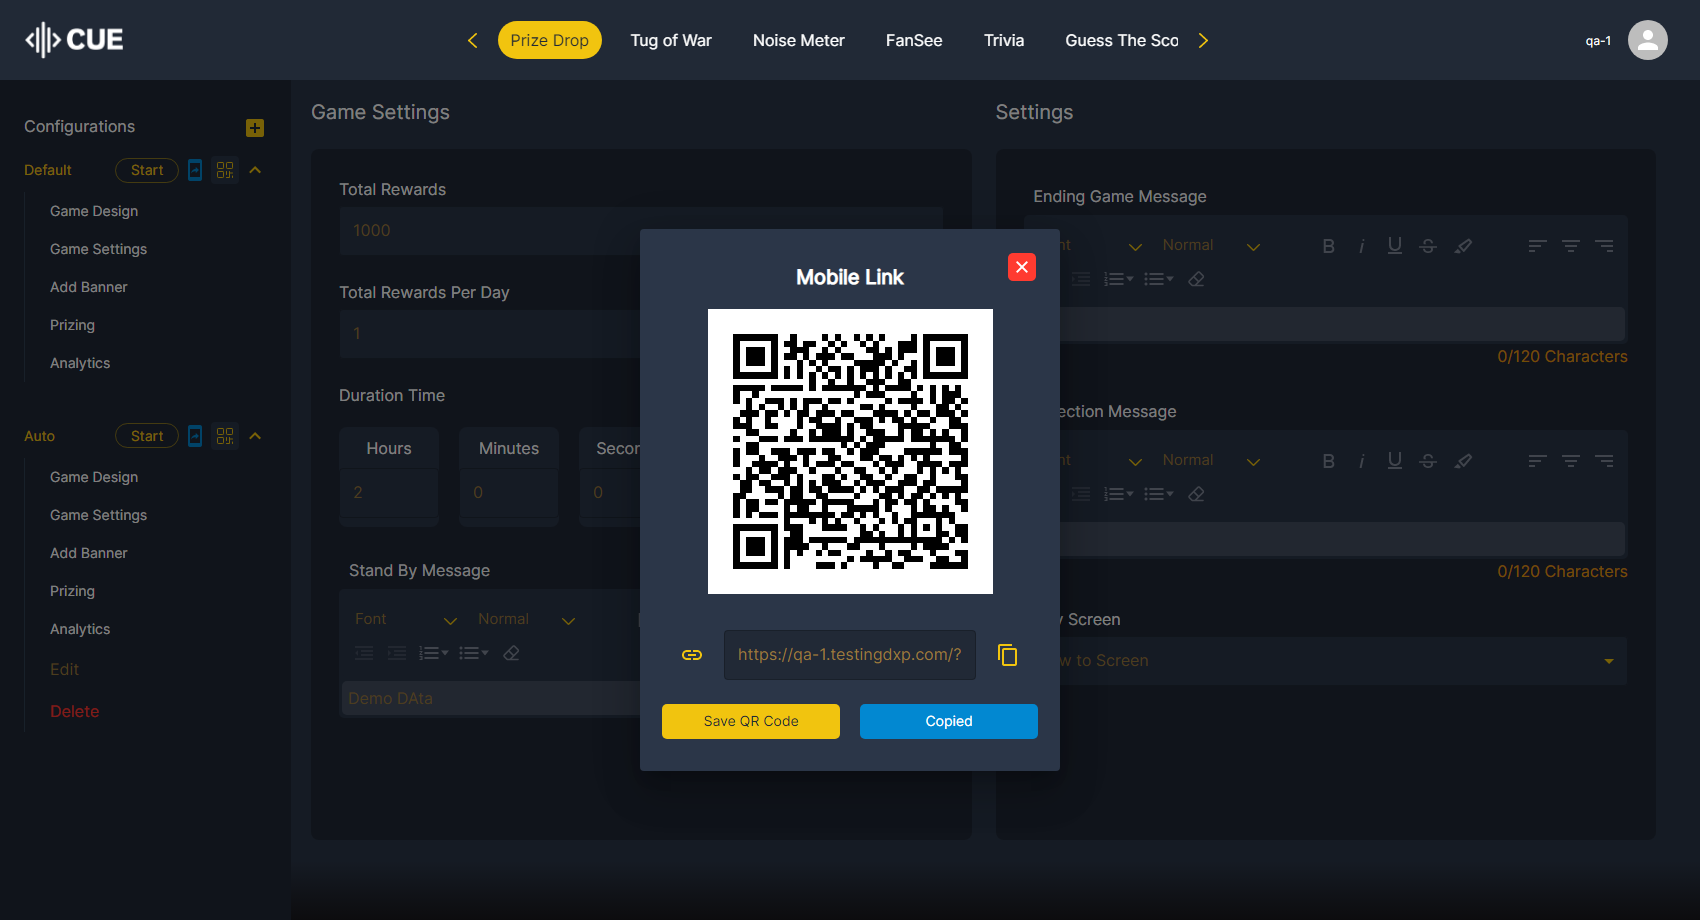 CUE
Prize Drop
Tug of War
Noise Meter
FanSee
Trivia
Guess The Sco
qa-1
Configurations
Default
Start
Game Design
Game Settings
Add Banner
Prizing
Analytics
Auto
Start
Game Design
Game Settings
Add Banner
Prizing
Analytics
Edit
Delete
Game Settings
Total Rewards
1000
Total Rewards Per Day
1
Duration Time
Hours
Minutes
Secon
2
0
0
Stand By Message
Font
Normal
Demo DAta
Mobile Link
https://qa-1.testingdxp.com/?
Save QR Code
Copied
Settings
Ending Game Message
nt
Normal
0/120 Characters
ection Message
nt
Normal
0/120 Characters
y Screen
w to Screen